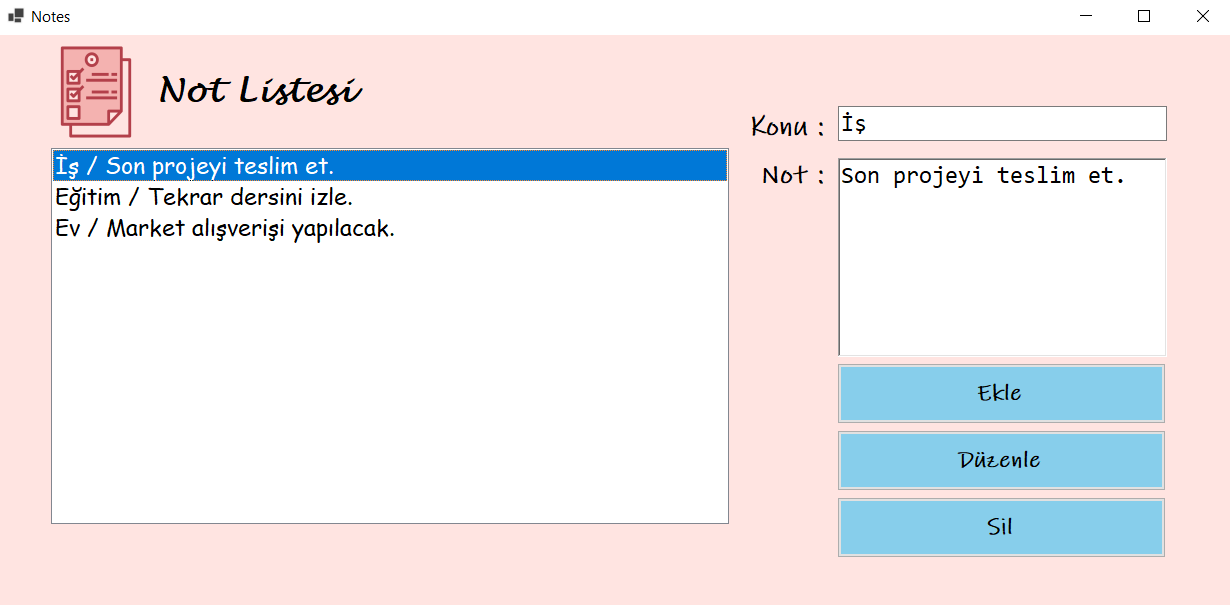 Notes
Not Listesi
İş / Son projeyi teslim et.
Eğitim / Tekrar dersini izle.
Ev / Market alışverişi yapılacak.
Konu : İş
Not : Son projeyi teslim et.
Ekle
Düzenle
Sil